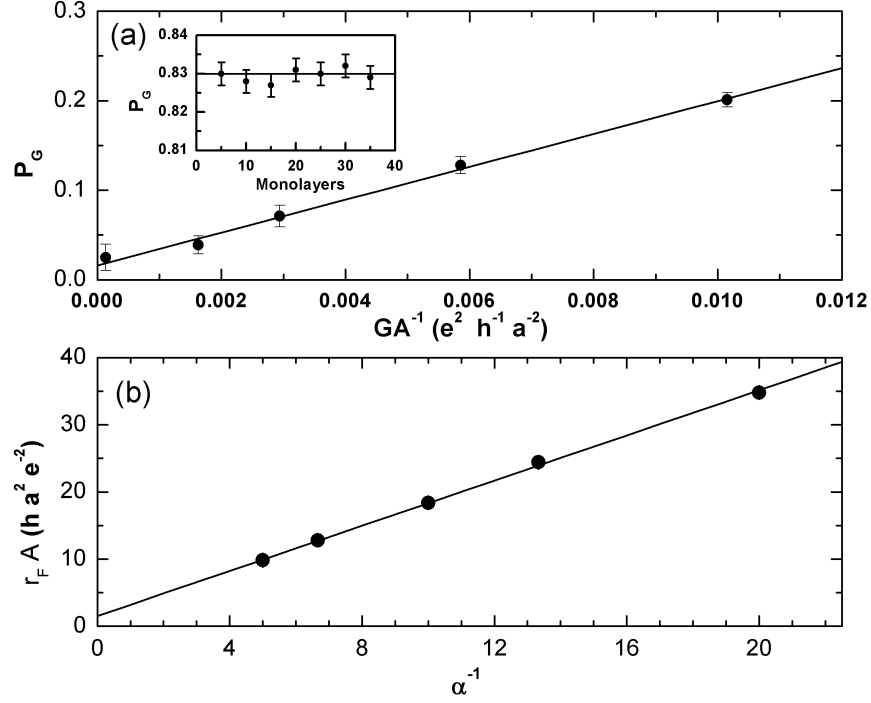 (a)
P_G
0.3
0.2
0.1
0.0
0.84
0.83
0.82
0.81
P_G
0 10 20 30 40
Monolayers
0.000 0.002 0.004 0.006 0.008 0.010 0.012
GA⁻¹ (e² h⁻¹ a⁻²)
(b)
r_F A (h a² e⁻²)
40
30
20
10
0
0 4 8 12 16 20
α⁻¹